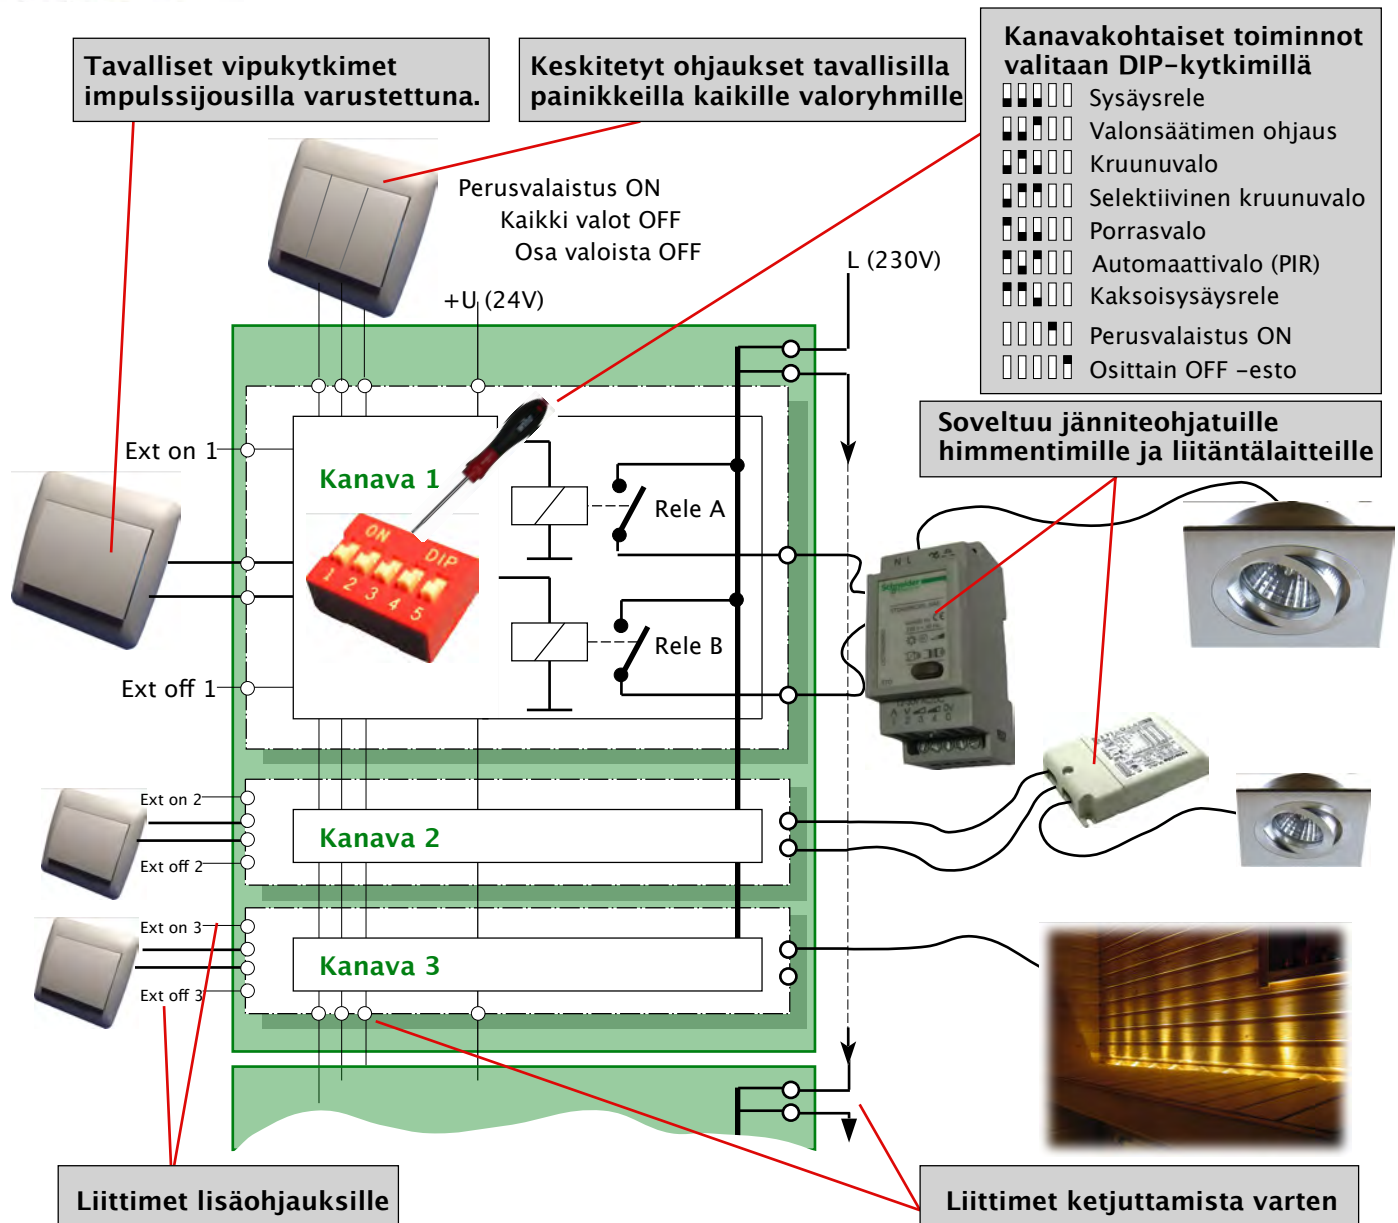 Tavalliset vipukytkimet
impulssijousilla varustettuna.
Keskitetyt ohjaukset tavallisilla
painikkeilla kaikille valoryhmille
Kanavakohtaiset toiminnot
valitaan DIP-kytkimillä
Sysäysrele
Valonsäätimen ohjaus
Kruunuvalo
Selektiivinen kruunuvalo
Porrasvalo
Automaattivalo (PIR)
Kaksoisysäysrele
Perusvalaistus ON
Osittain OFF -esto
Perusvalaistus ON
Kaikki valot OFF
Osa valoista OFF
L (230V)
+U (24V)
Soveltuu jänniteohjatuille
himmentimille ja liitäntälaitteille
Ext on 1
Kanava 1
ON DIP
1 2 3 4 5
Rele A
Rele B
Ext off 1
N L
Schneider
Ext on 2
Kanava 2
Ext off 2
Ext on 3
Kanava 3
Ext off 3
Liittimet lisäohjauksille
Liittimet ketjuttamista varten